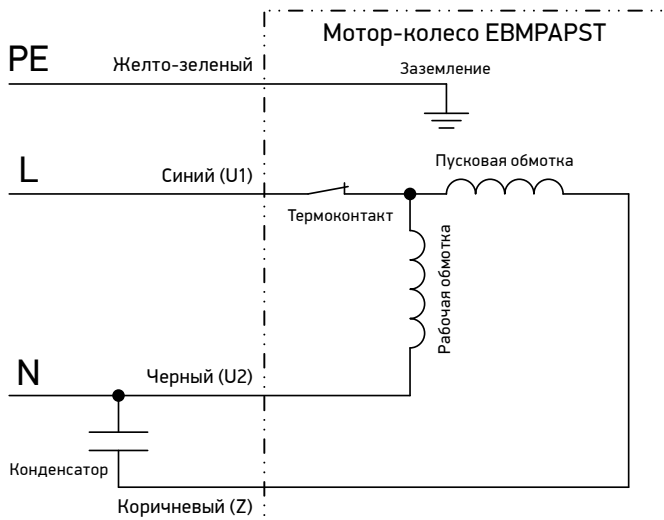 Мотор-колесо EBMPAPST
PE
Желто-зеленый
Заземление
L
Синий (U1)
Пусковая обмотка
Термоконтакт
Рабочая обмотка
N
Черный (U2)
Конденсатор
Коричневый (Z)